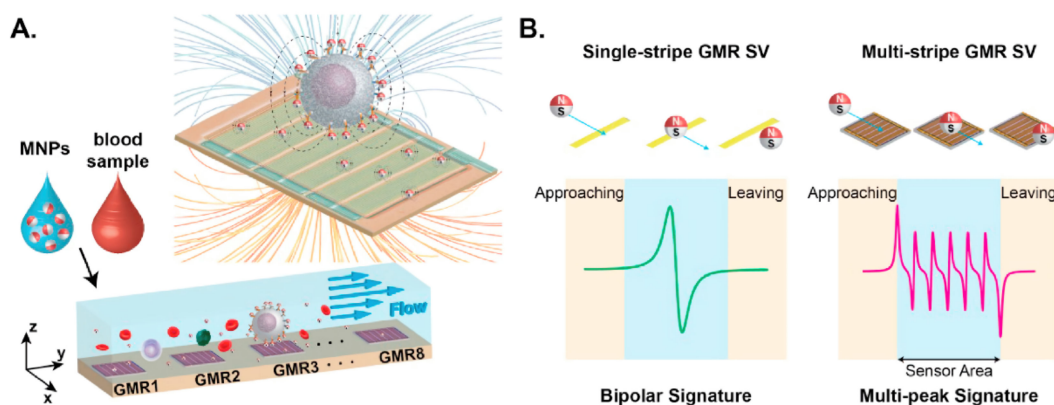 A.
MNPs
blood
sample
Flow
z
y
x
GMR1
GMR2
GMR3
GMR8
B.
Single-stripe GMR SV
Multi-stripe GMR SV
N
S
N
S
N
S
N
S
N
S
N
S
Approaching
Leaving
Approaching
Leaving
Sensor Area
Bipolar Signature
Multi-peak Signature